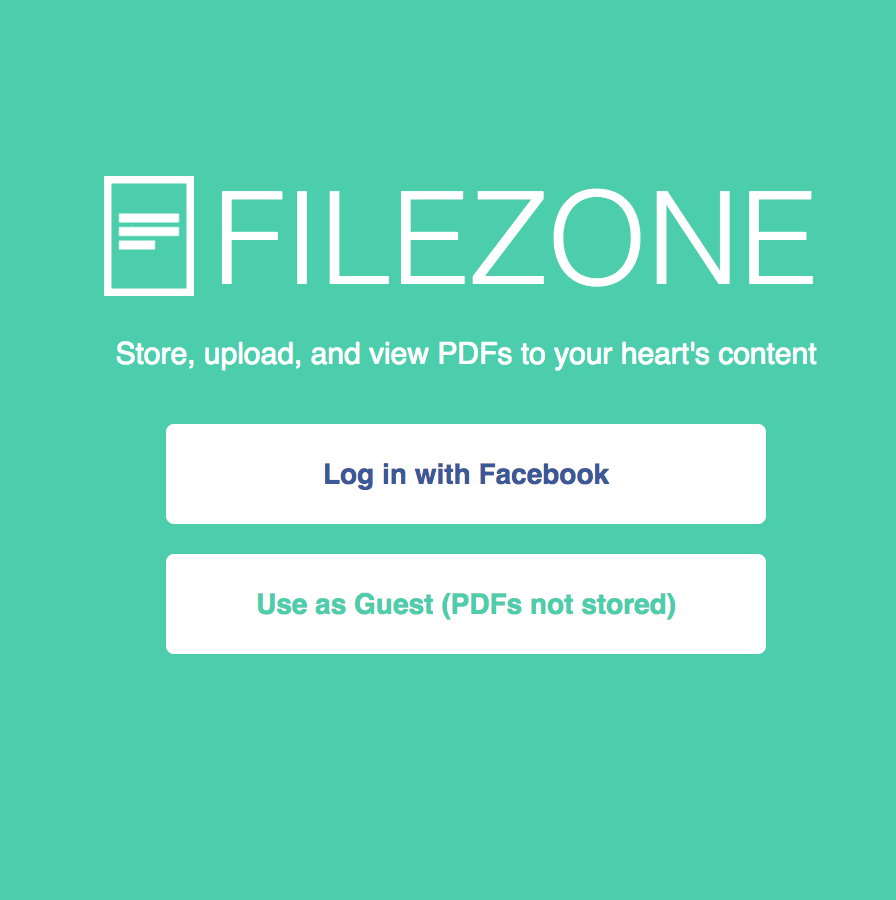 FILEZONE
Store, upload, and view PDFs to your heart's content
Log in with Facebook
Use as Guest (PDFs not stored)